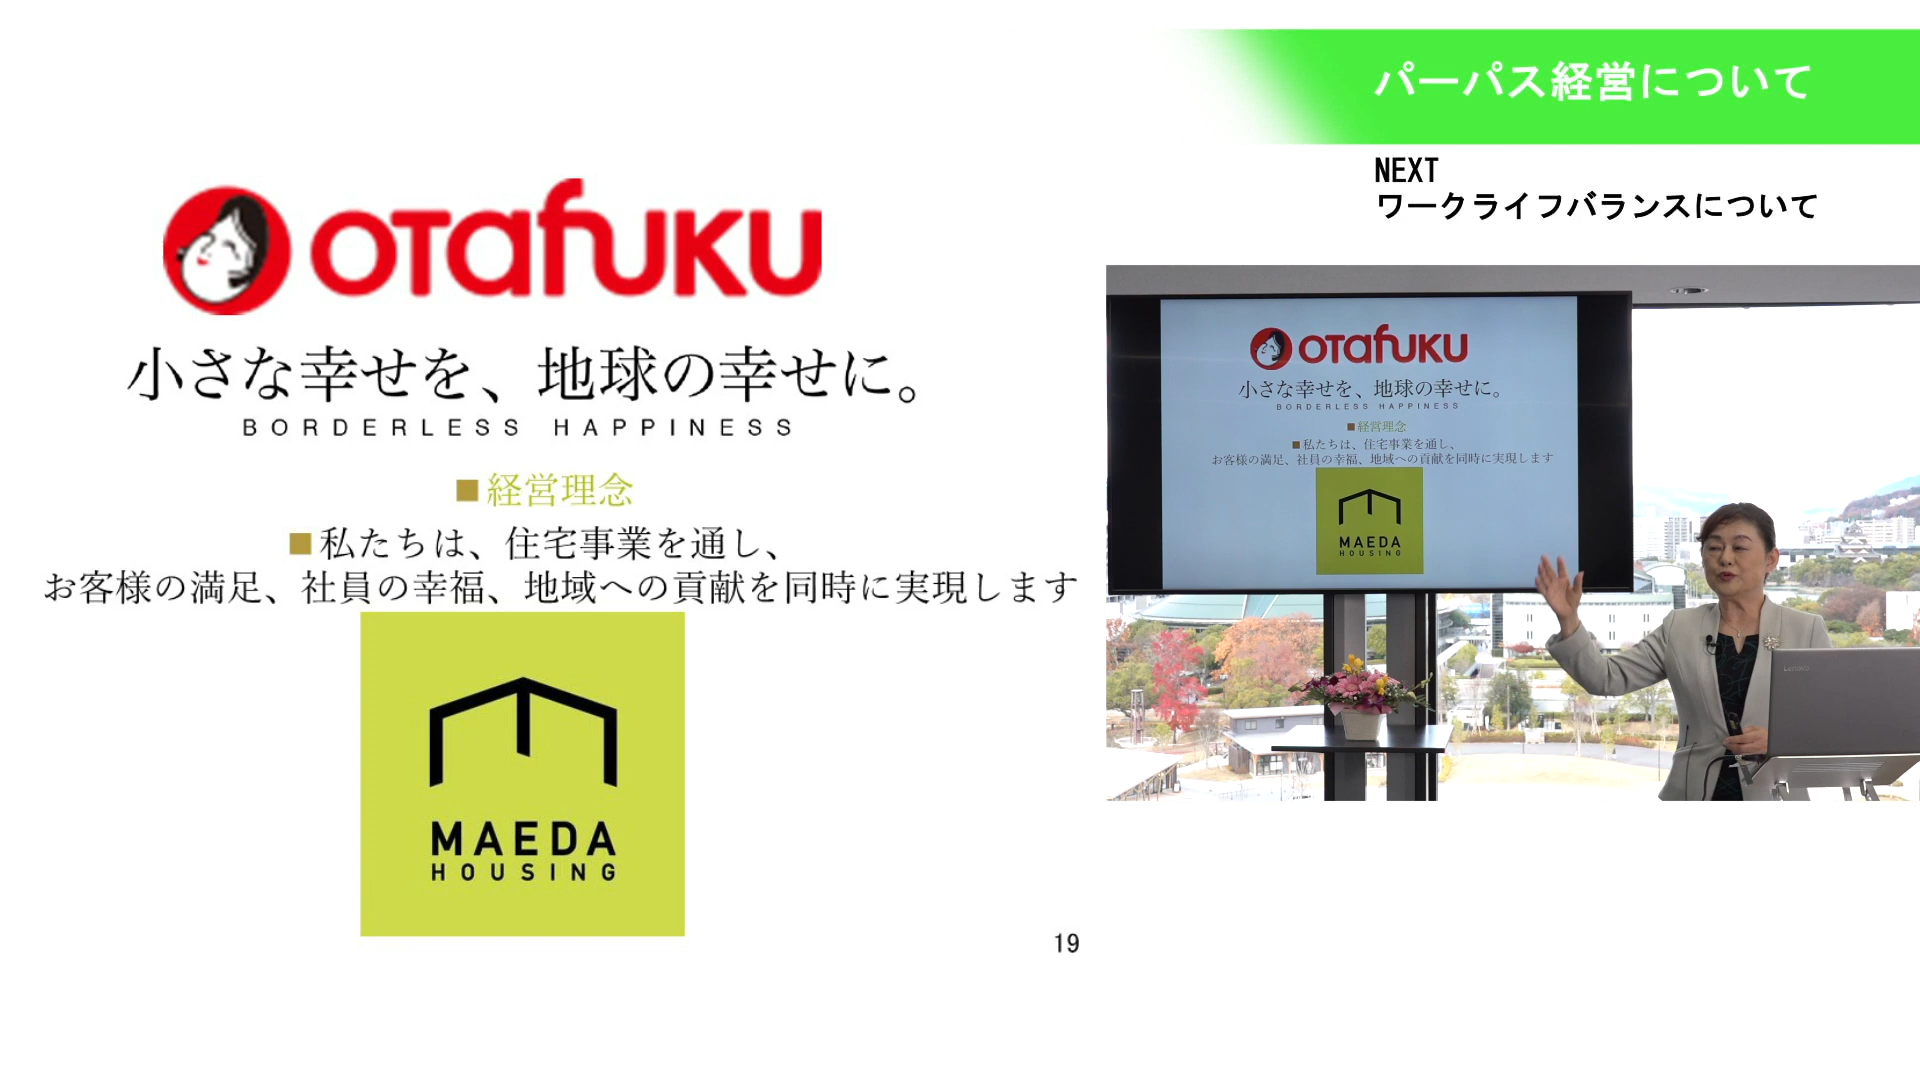 パーパス経営について
NEXT
ワークライフバランスについて
OTAFUKU
小さな幸せを、地球の幸せに。
BORDERLESS HAPPINESS
■経営理念
■私たちは、住宅事業を通し、
お客様の満足、社員の幸福、地域への貢献を同時に実現します
MAEDA
HOUSING
19
OTAFUKU
小さな幸せを、地球の幸せに。
BORDERLESS HAPPINESS
■経営理念
■私たちは、住宅事業を通し、
お客様の満足、社員の幸福、地域への貢献を同時に実現します
MAEDA
HOUSING
Lenovo